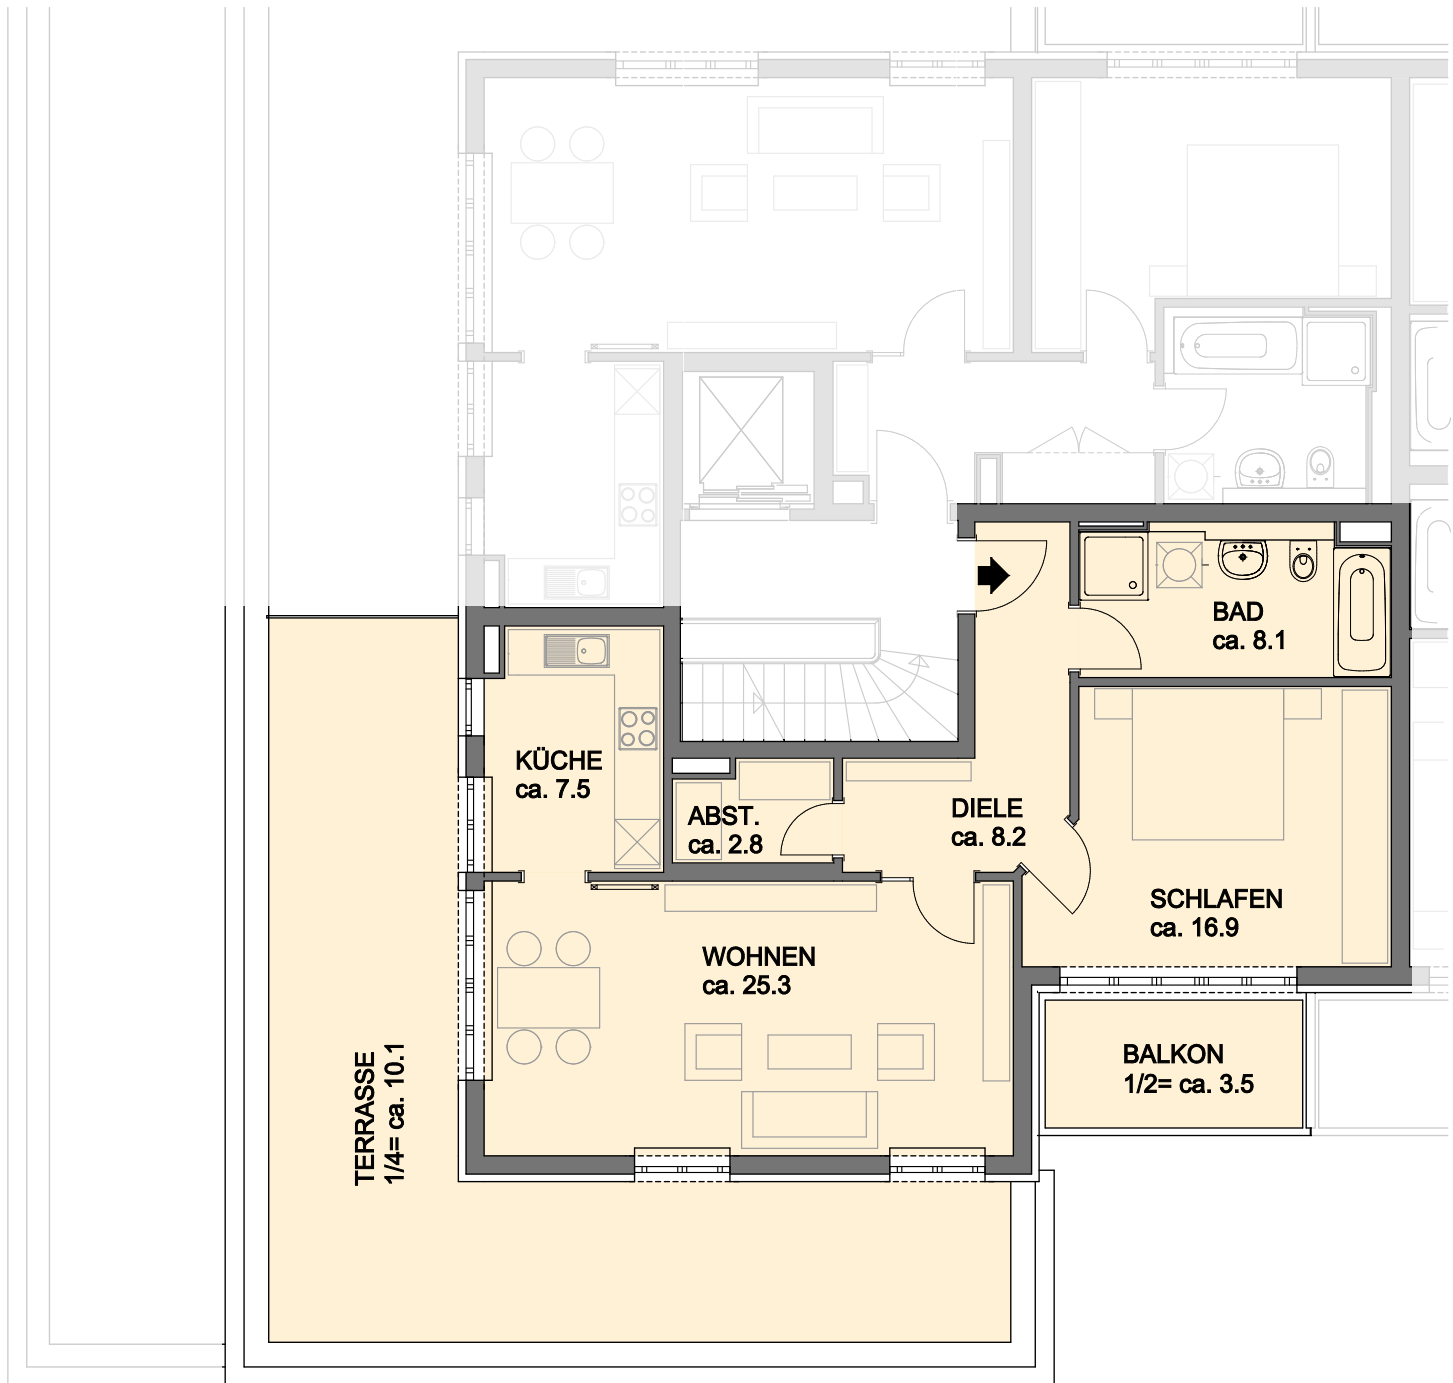 BAD
ca. 8.1
KÜCHE
ca. 7.5
ABST.
ca. 2.8
DIELE
ca. 8.2
SCHLAFEN
ca. 16.9
WOHNEN
ca. 25.3
BALKON
1/2= ca. 3.5
TERRASSE
1/4= ca. 10.1